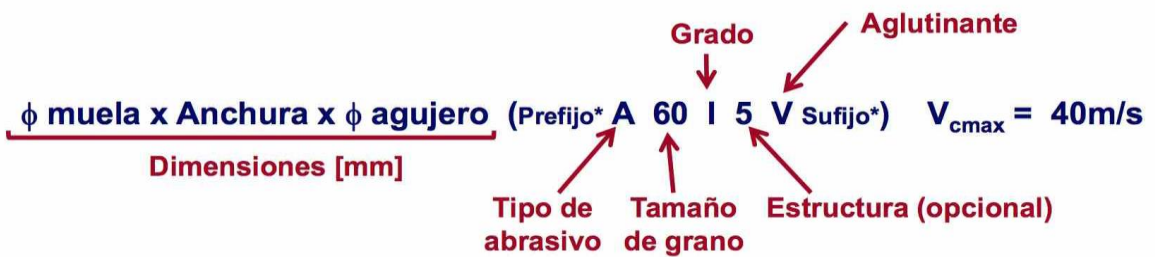 Grado
Aglutinante
ϕ muela x Anchura x ϕ agujero (Prefijo* A 60 I 5 V Sufijo*) Vcmax = 40m/s
Dimensiones [mm]
Tipo de abrasivo
Tamaño de grano
Estructura (opcional)